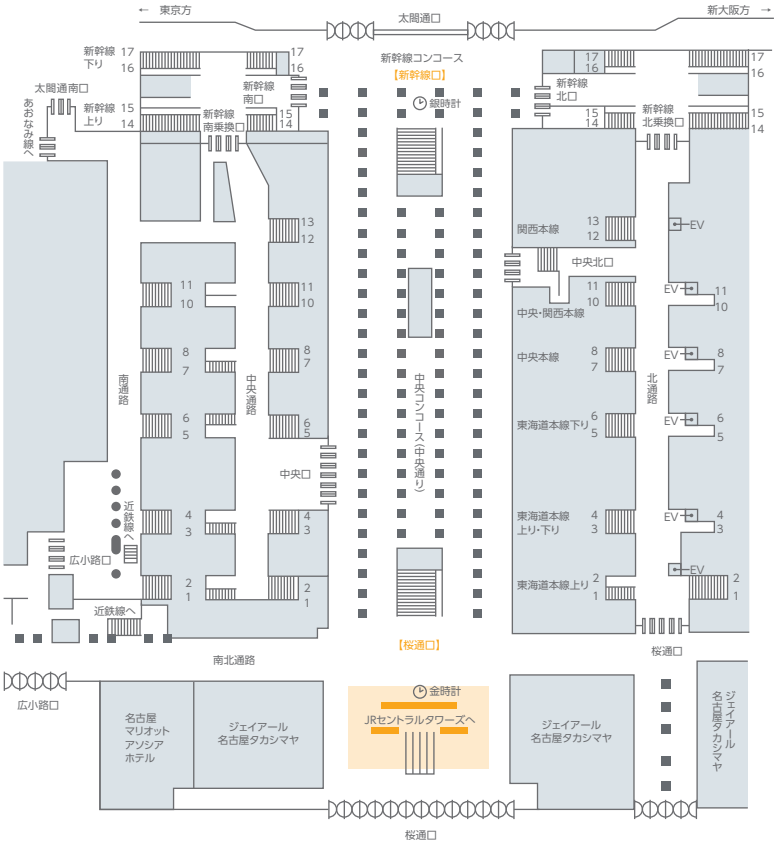 ← 東京方
新大阪方 →
太閤通口
新幹線コンコース
【新幹線口】
銀時計
新幹線
下り
17
16
17
16
新幹線
南口
太閤通南口
あおなみ線へ
新幹線
上り
15
14
新幹線
南乗換口
15
14
17
16
新幹線
北口
15
14
新幹線
北乗換口
17
16
15
14
13
12
11
10
11
10
8
7
8
7
6
5
6
5
4
3
4
3
2
1
2
1
南通路
中央通路
中央口
中央コンコース(中央通り)
近鉄線へ
広小路口
近鉄線へ
関西本線
13
12
中央北口
中央・関西本線
11
10
中央本線
8
7
東海道本線下り
6
5
東海道本線
上り・下り
4
3
東海道本線上り
2
1
北通路
EV
EV
11
10
EV
8
7
EV
6
5
EV
4
3
EV
2
1
【桜通口】
桜通口
南北通路
広小路口
名古屋
マリオット
アソシア
ホテル
ジェイアール
名古屋タカシマヤ
金時計
JRセントラルタワーズへ
ジェイアール
名古屋タカシマヤ
ジェイアール
名古屋タカシマヤ
桜通口